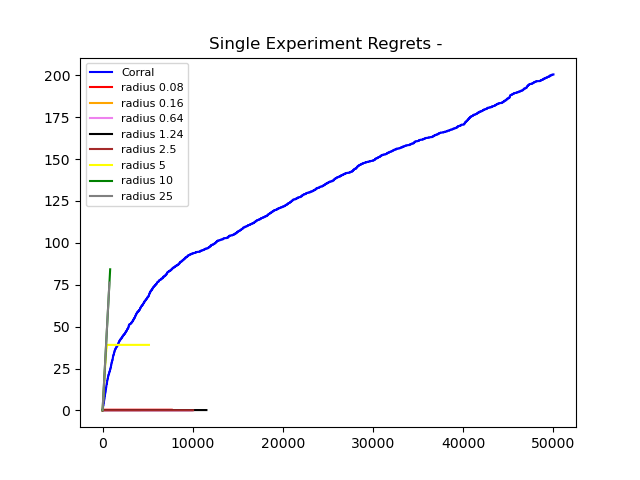 Single Experiment Regrets -
200
175
150
125
100
75
50
25
0
Corral
radius 0.08
radius 0.16
radius 0.64
radius 1.24
radius 2.5
radius 5
radius 10
radius 25
0 10000 20000 30000 40000 50000